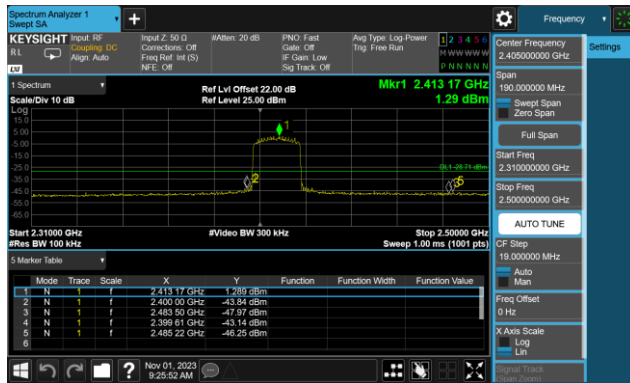 Spectrum Analyzer 1
Swept SA
Frequency
KEYSIGHT
RL
LXI
Input: RF
Coupling: DC
Align: Auto
Input Z: 50 Ω
Corrections: Off
Freq Ref: Int (S)
NFE: Off
#Atten: 20 dB
PNO: Fast
Gate: Off
IF Gain: Low
Sig Track: Off
Avg Type: Log-Power
Trig: Free Run
1 2 3 4 5 6
M W W W W W
P N N N N N
Center Frequency
2.405000000 GHz
Settings
1 Spectrum
Scale/Div 10 dB
Ref Lvl Offset 22.00 dB
Ref Level 25.00 dBm
Mkr1 2.413 17 GHz
1.29 dBm
Span
190.000000 MHz
Swept Span
Zero Span
Full Span
Log
15.0
5.00
-5.00
-15.0
-25.0
-35.0
-45.0
-55.0
-65.0
1
2
DL1 -28.71 dBm
Start Freq
2.310000000 GHz
Stop Freq
2.500000000 GHz
AUTO TUNE
Start 2.31000 GHz
#Res BW 100 kHz
#Video BW 300 kHz
Stop 2.50000 GHz
Sweep 1.00 ms (1001 pts)
CF Step
19.000000 MHz
Auto
Man
5 Marker Table
Mode Trace Scale X Y Function Function Width Function Value
1 N 1 f 2.413 17 GHz 1.289 dBm
2 N 1 f 2.400 00 GHz -43.84 dBm
3 N 1 f 2.483 50 GHz -47.97 dBm
4 N 1 f 2.399 61 GHz -43.14 dBm
5 N 1 f 2.485 22 GHz -46.25 dBm
6
Freq Offset
0 Hz
X Axis Scale
Log
Lin
Signal Track
(Span Zoom)
?
Nov 01, 2023
9:25:52 AM